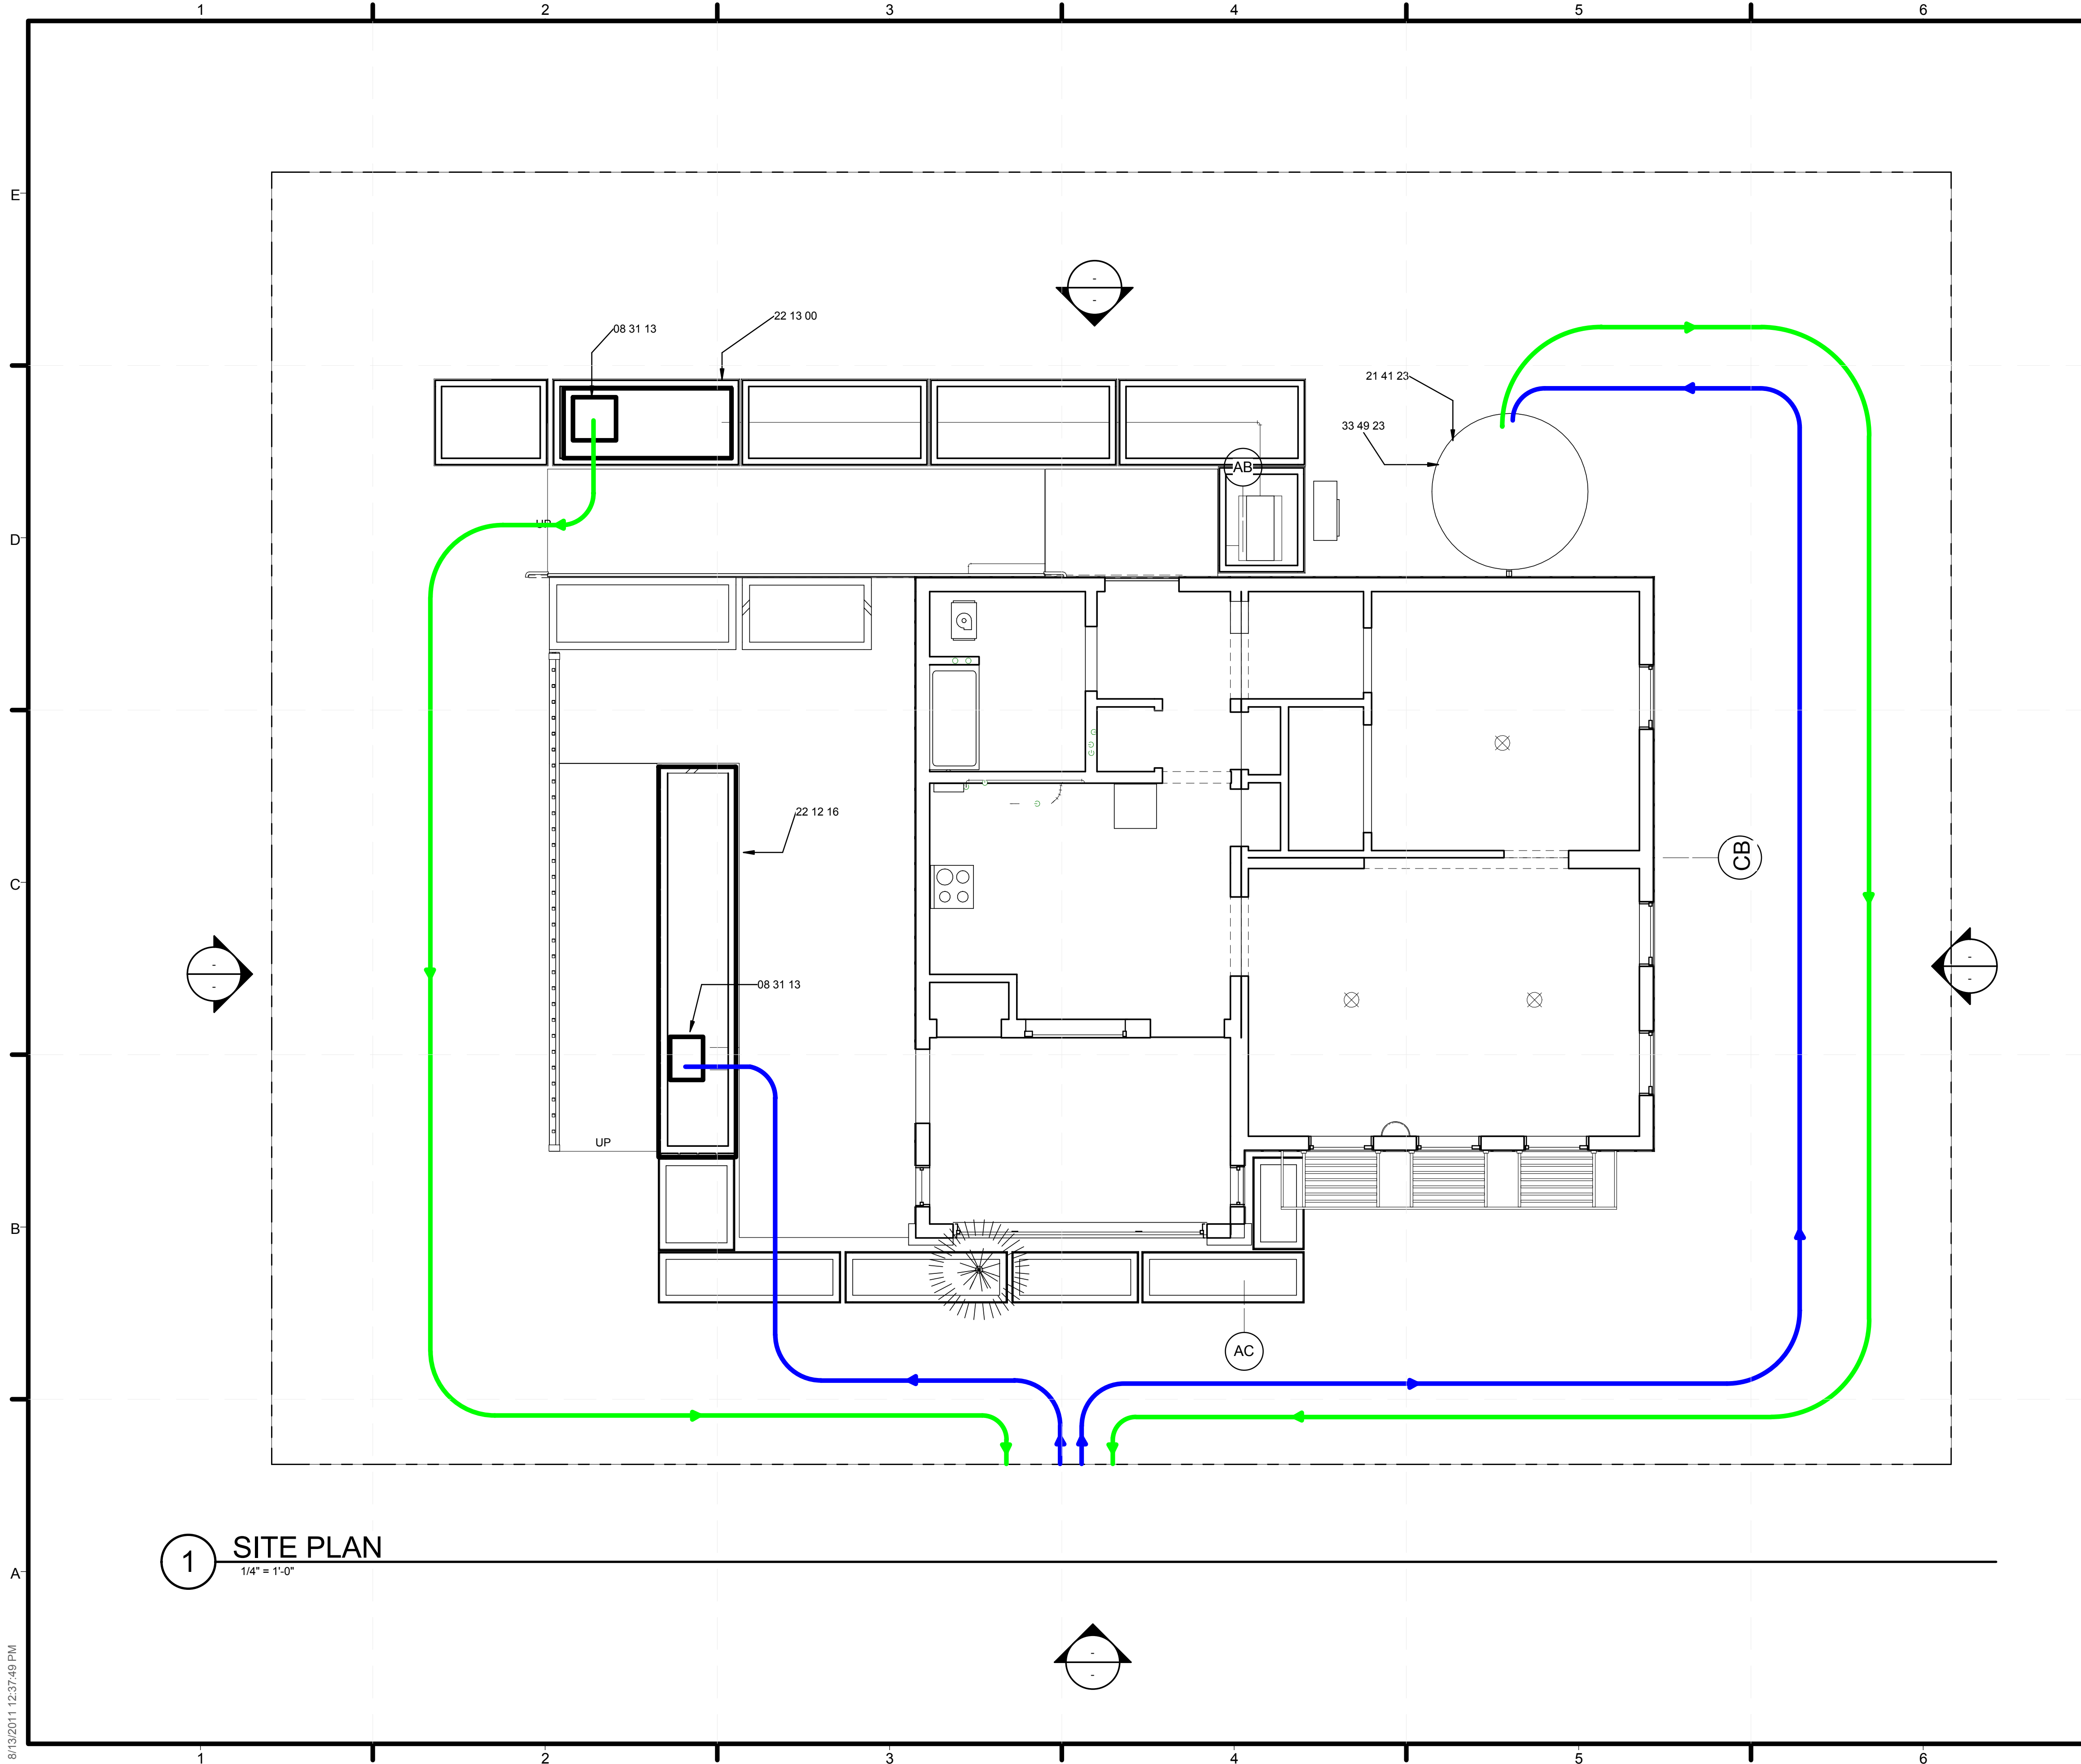 1 2 3 4 5 6
E
-
-
08 31 13
22 13 00
21 41 23
33 49 23
AB
UP
D
22 12 16
CB
C
-
-
-
-
08 31 13
UP
B
AC
1
SITE PLAN
1/4" = 1'-0"
A
-
-
8/13/2011 12:37:49 PM
1 2 3 4 5 6